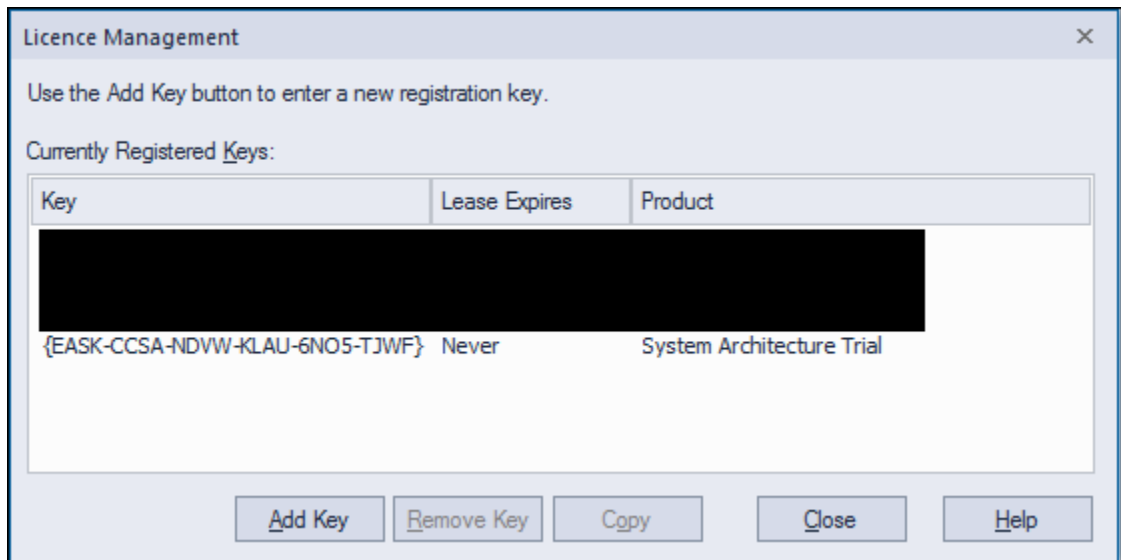 Licence Management
Use the Add Key button to enter a new registration key.
Currently Registered Keys:
Key Lease Expires Product
{EASK-CCSA-NDVW-KLAU-6NO5-TJWF} Never System Architecture Trial
Add Key Remove Key Copy Close Help